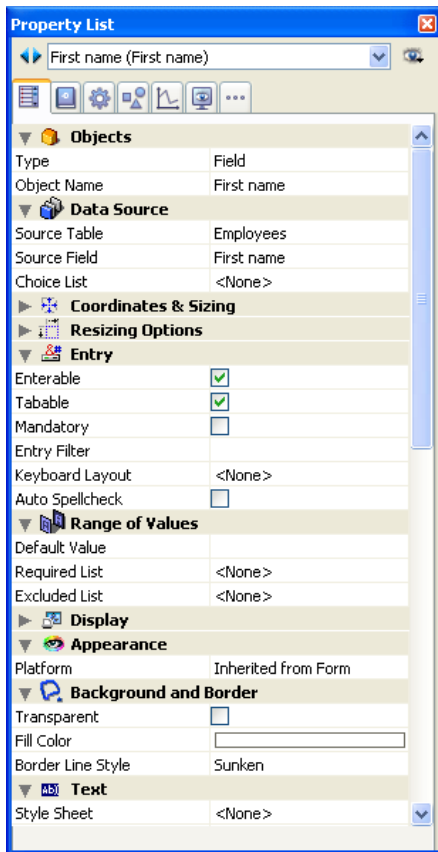 Property List
First name (First name)
Objects
Type Field
Object Name First name
Data Source
Source Table Employees
Source Field First name
Choice List <None>
Coordinates & Sizing
Resizing Options
Entry
Enterable
Tabable
Mandatory
Entry Filter
Keyboard Layout <None>
Auto Spellcheck
Range of Values
Default Value
Required List <None>
Excluded List <None>
Display
Appearance
Platform Inherited from Form
Background and Border
Transparent
Fill Color
Border Line Style Sunken
Text
Style Sheet <None>